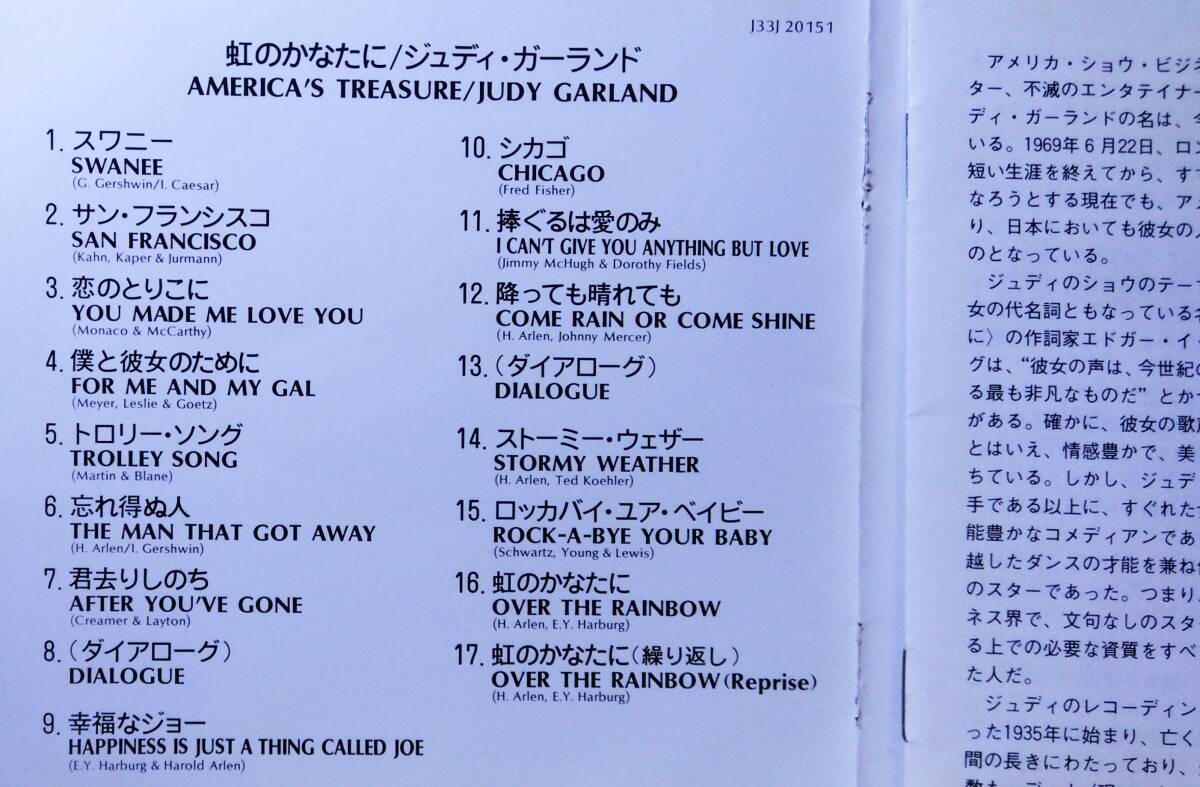 J33J 20151
虹のかなたに/ジュディ・ガーランド
AMERICA'S TREASURE/JUDY GARLAND
1. スワニー
SWANEE
(G. Gershwin/I. Caesar)
2. サン・フランシスコ
SAN FRANCISCO
(Kahn, Kaper & Jurmann)
3. 恋のとりこに
YOU MADE ME LOVE YOU
(Monaco & McCarthy)
4. 僕と彼女のために
FOR ME AND MY GAL
(Meyer, Leslie & Goetz)
5. トロリー・ソング
TROLLEY SONG
(Martin & Blane)
6. 忘れ得ぬ人
THE MAN THAT GOT AWAY
(H. Arlen/I. Gershwin)
7. 君去りしのち
AFTER YOU'VE GONE
(Creamer & Layton)
8. (ダイアローグ)
DIALOGUE
9. 幸福なジョー
HAPPINESS IS JUST A THING CALLED JOE
(E.Y. Harburg & Harold Arlen)
10. シカゴ
CHICAGO
(Fred Fisher)
11. 捧ぐるは愛のみ
I CAN'T GIVE YOU ANYTHING BUT LOVE
(Jimmy McHugh & Dorothy Fields)
12. 降っても晴れても
COME RAIN OR COME SHINE
(H. Arlen, Johnny Mercer)
13. (ダイアローグ)
DIALOGUE
14. ストーミー・ウェザー
STORMY WEATHER
(H. Arlen, Ted Koehler)
15. ロッカバイ・ユア・ベイビー
ROCK-A-BYE YOUR BABY
(Schwartz, Young & Lewis)
16. 虹のかなたに
OVER THE RAINBOW
(H. Arlen, E.Y. Harburg)
17. 虹のかなたに(繰り返し)
OVER THE RAINBOW (Reprise)
(H. Arlen, E.Y. Harburg)
アメリカ・ショウ・ビジネ
ター、不滅のエンタテイナー
ディ・ガーランドの名は、今
いる。1969年6月22日、ロン
短い生涯を終えてから、すで
なろうとする現在でも、アメ
り、日本においても彼女の人
のとなっている。
ジュディのショウのテー
女の代名詞ともなっている名
に〉の作詞家エドガー・イ・
グは、“彼女の声は、今世紀の
る最も非凡なものだ”とかつ
がある。確かに、彼女の歌声
とはいえ、情感豊かで、美し
ちている。しかし、ジュデ
手である以上に、すぐれた
能豊かなコメディアンであ
越したダンスの才能を兼ね
のスターであった。つまり、
ネス界で、文句なしのスタ
る上での必要な資質をすべ
た人だ。
ジュディのレコーディン
った1935年に始まり、亡く
間の長きにわたっており、